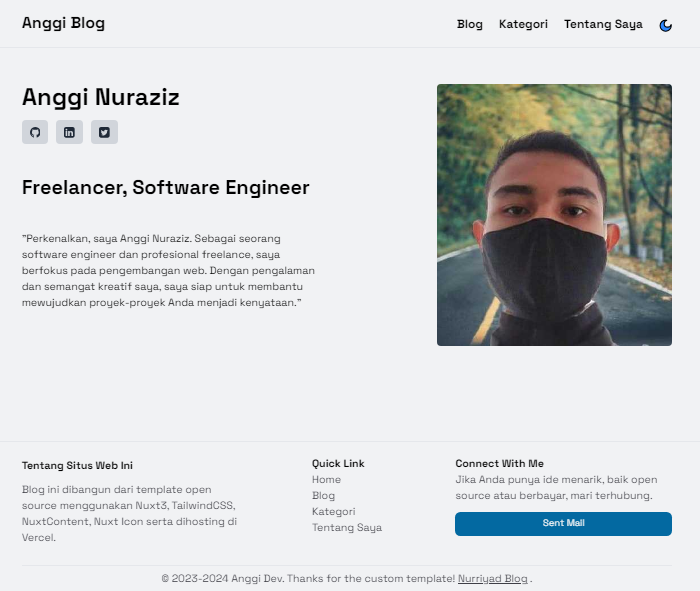 Anggi Blog
Blog Kategori Tentang Saya
Anggi Nuraziz
Freelancer, Software Engineer
"Perkenalkan, saya Anggi Nuraziz. Sebagai seorang
software engineer dan profesional freelance, saya
berfokus pada pengembangan web. Dengan pengalaman
dan semangat kreatif saya, saya siap untuk membantu
mewujudkan proyek-proyek Anda menjadi kenyataan."
Tentang Situs Web Ini
Blog ini dibangun dari template open
source menggunakan Nuxt3, TailwindCSS,
NuxtContent, Nuxt Icon serta dihosting di
Vercel.
Quick Link
Home
Blog
Kategori
Tentang Saya
Connect With Me
Jika Anda punya ide menarik, baik open
source atau berbayar, mari terhubung.
Sent Mail
© 2023-2024 Anggi Dev. Thanks for the custom template! Nurriyad Blog .